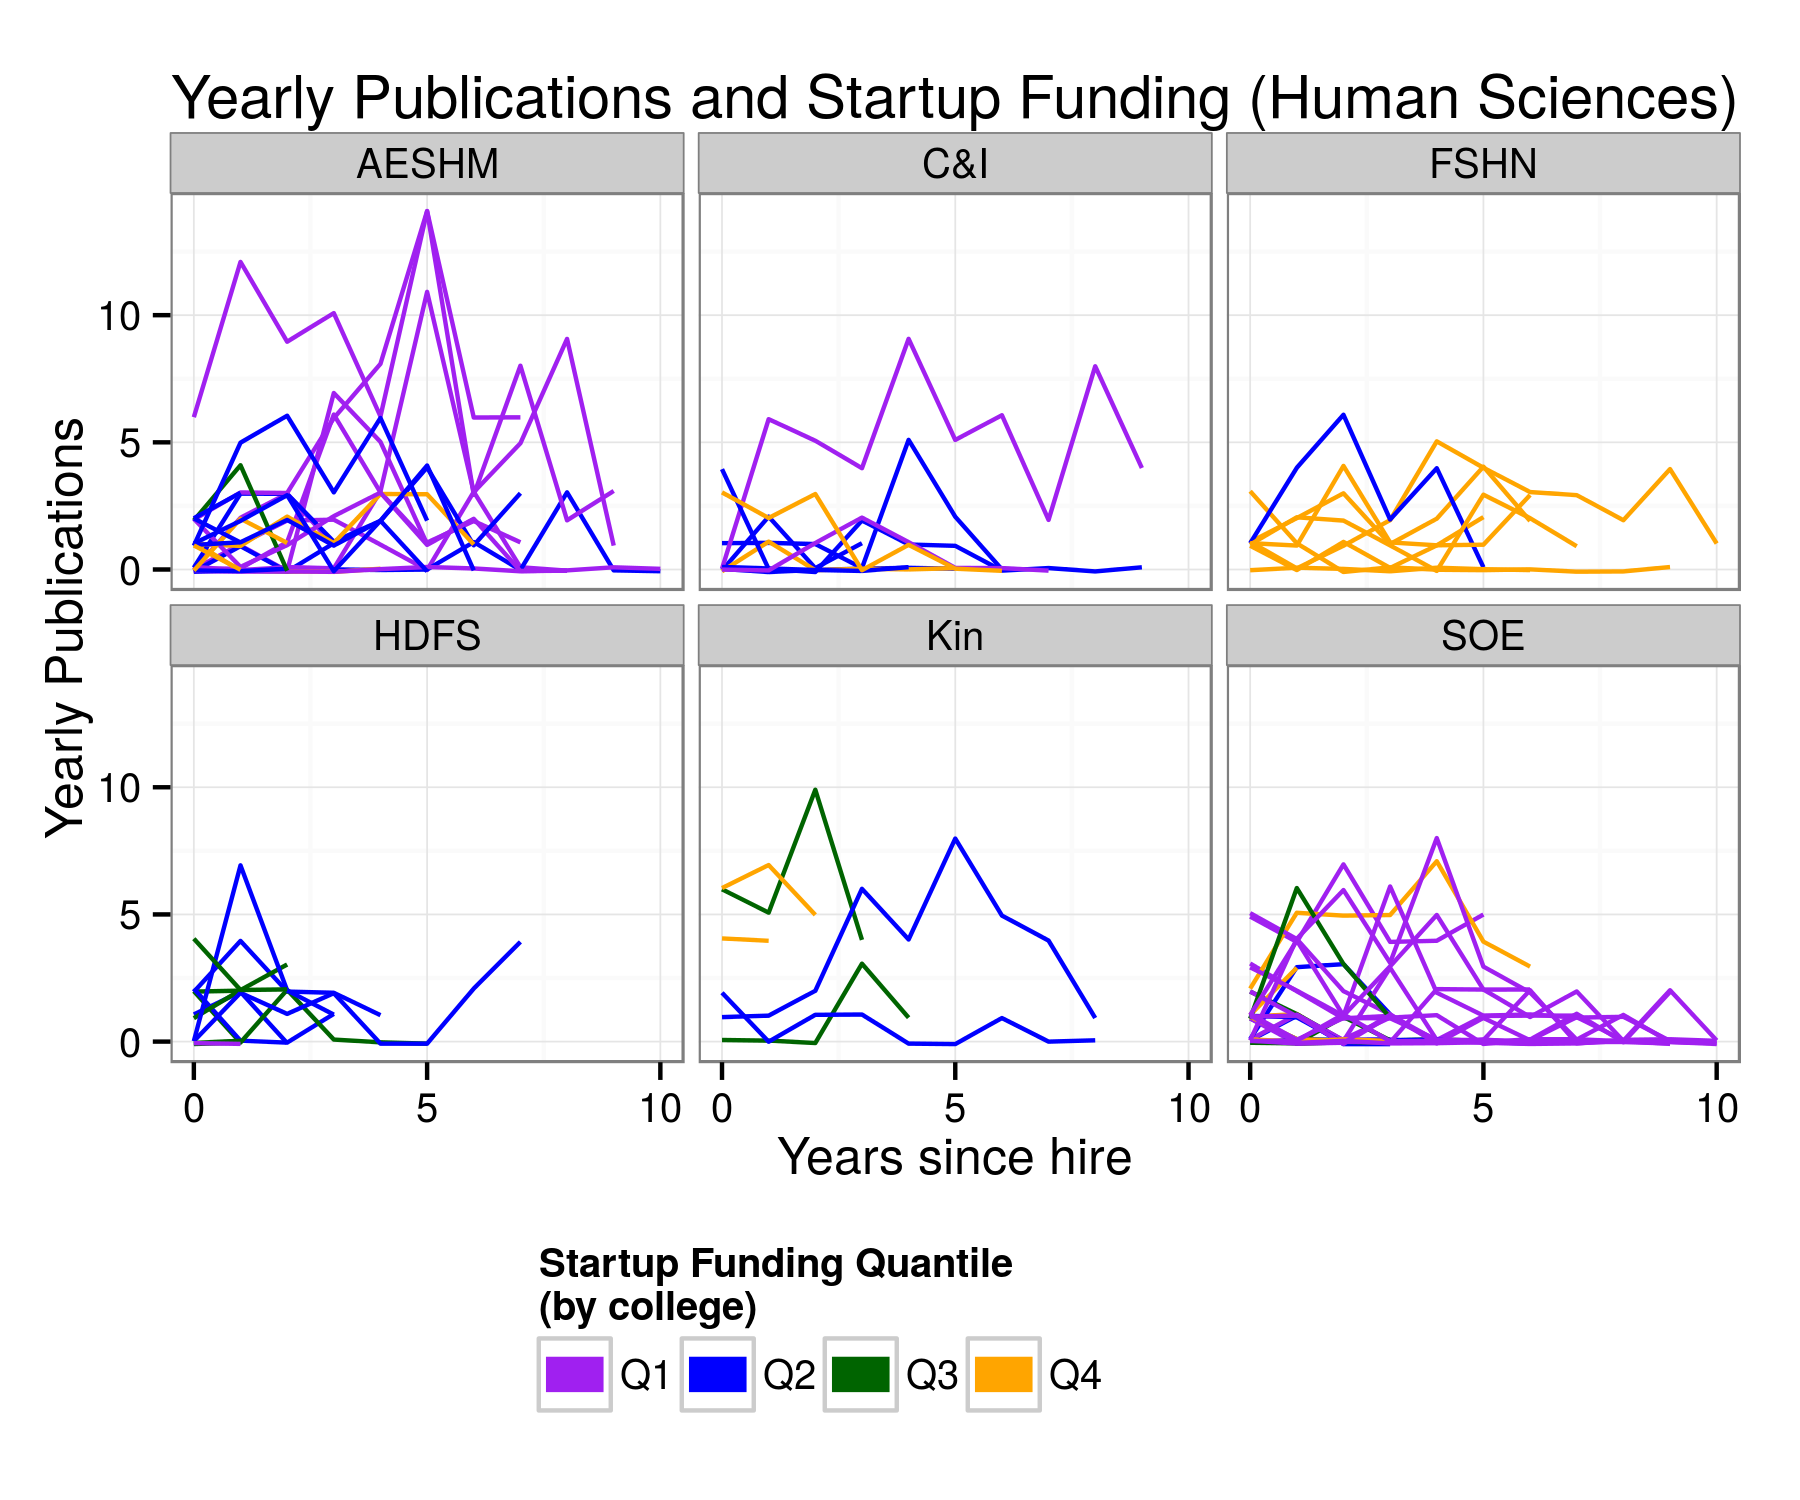 Yearly Publications and Startup Funding (Human Sciences)
AESHM
C&I
FSHN
Yearly Publications
10
5
0
HDFS
Kin
SOE
10
5
0
0 5 10
0 5 10
0 5 10
Years since hire
Startup Funding Quantile
(by college)
Q1 Q2 Q3 Q4